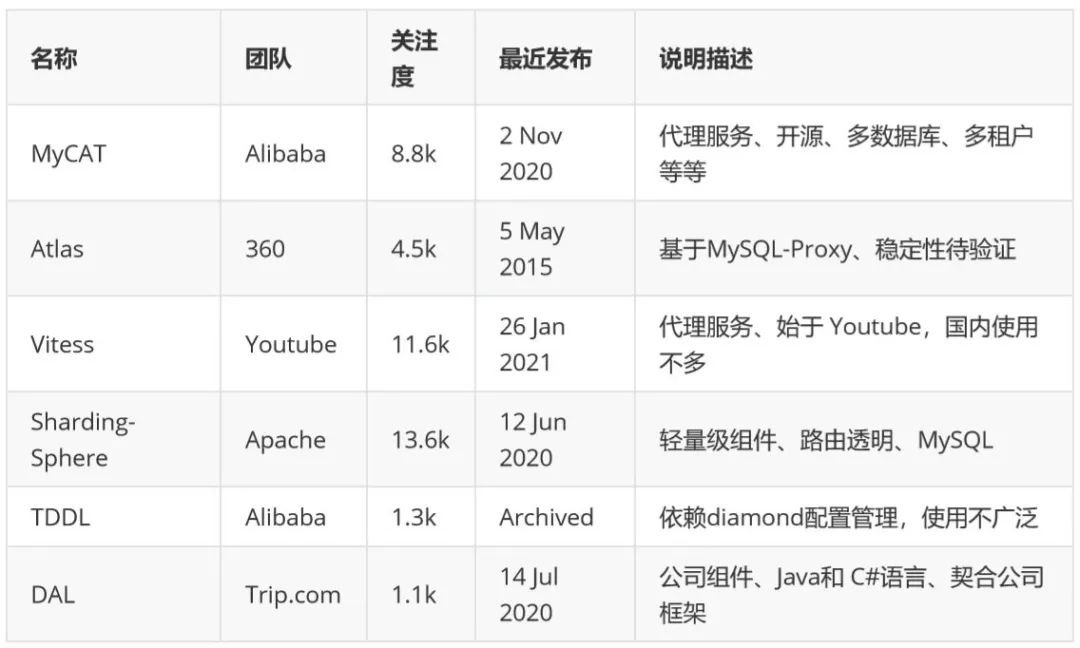 名称
团队
关注
度
最近发布
说明描述
MyCAT
Alibaba
8.8k
2 Nov
2020
代理服务、开源、多数据库、多租户
等等
Atlas
360
4.5k
5 May
2015
基于MySQL-Proxy、稳定性待验证
Vitess
Youtube
11.6k
26 Jan
2021
代理服务、始于 Youtube，国内使用
不多
Sharding-
Sphere
Apache
13.6k
12 Jun
2020
轻量级组件、路由透明、MySQL
TDDL
Alibaba
1.3k
Archived
依赖diamond配置管理，使用不广泛
DAL
Trip.com
1.1k
14 Jul
2020
公司组件、Java和 C#语言、契合公司
框架